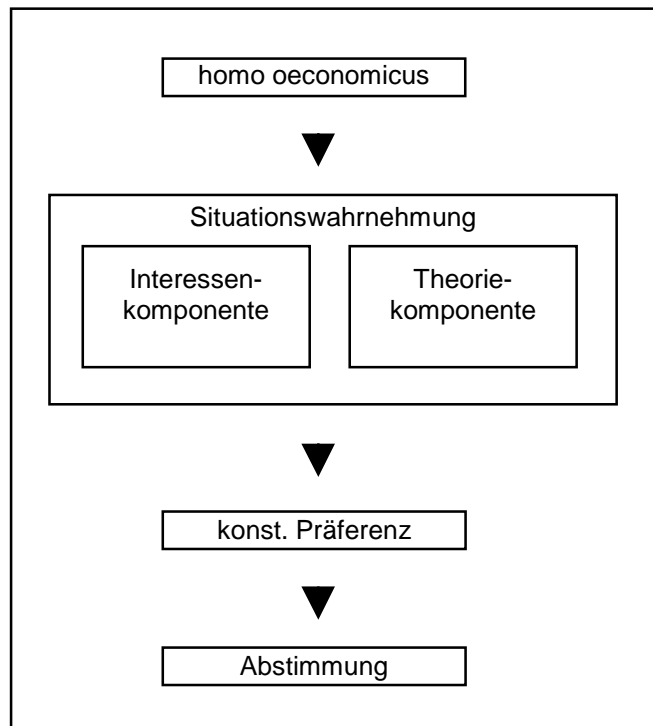 homo oeconomicus
Situationswahrnehmung
Interessen-
komponente
Theorie-
komponente
konst. Präferenz
Abstimmung